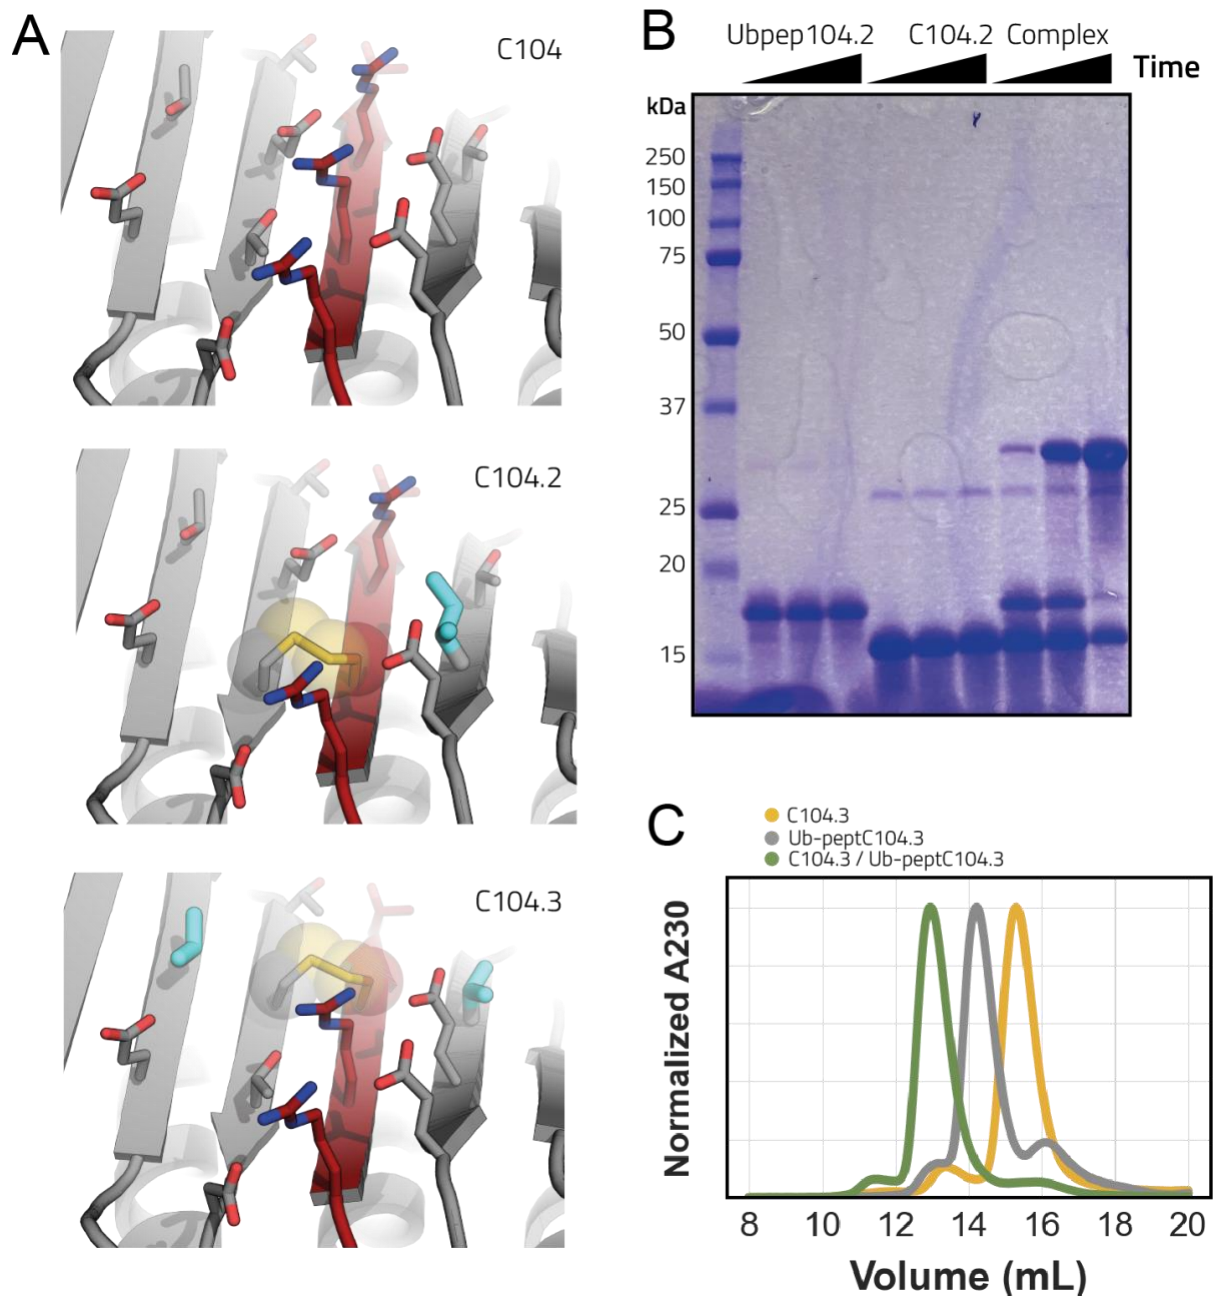 A
C104
C104.2
C104.3
B
Ubpep104.2 C104.2 Complex
Time
kDa
250
150
100
75
50
37
25
20
15
C
C104.3
Ub-peptC104.3
C104.3 / Ub-peptC104.3
Normalized A230
8 10 12 14 16 18 20
Volume (mL)